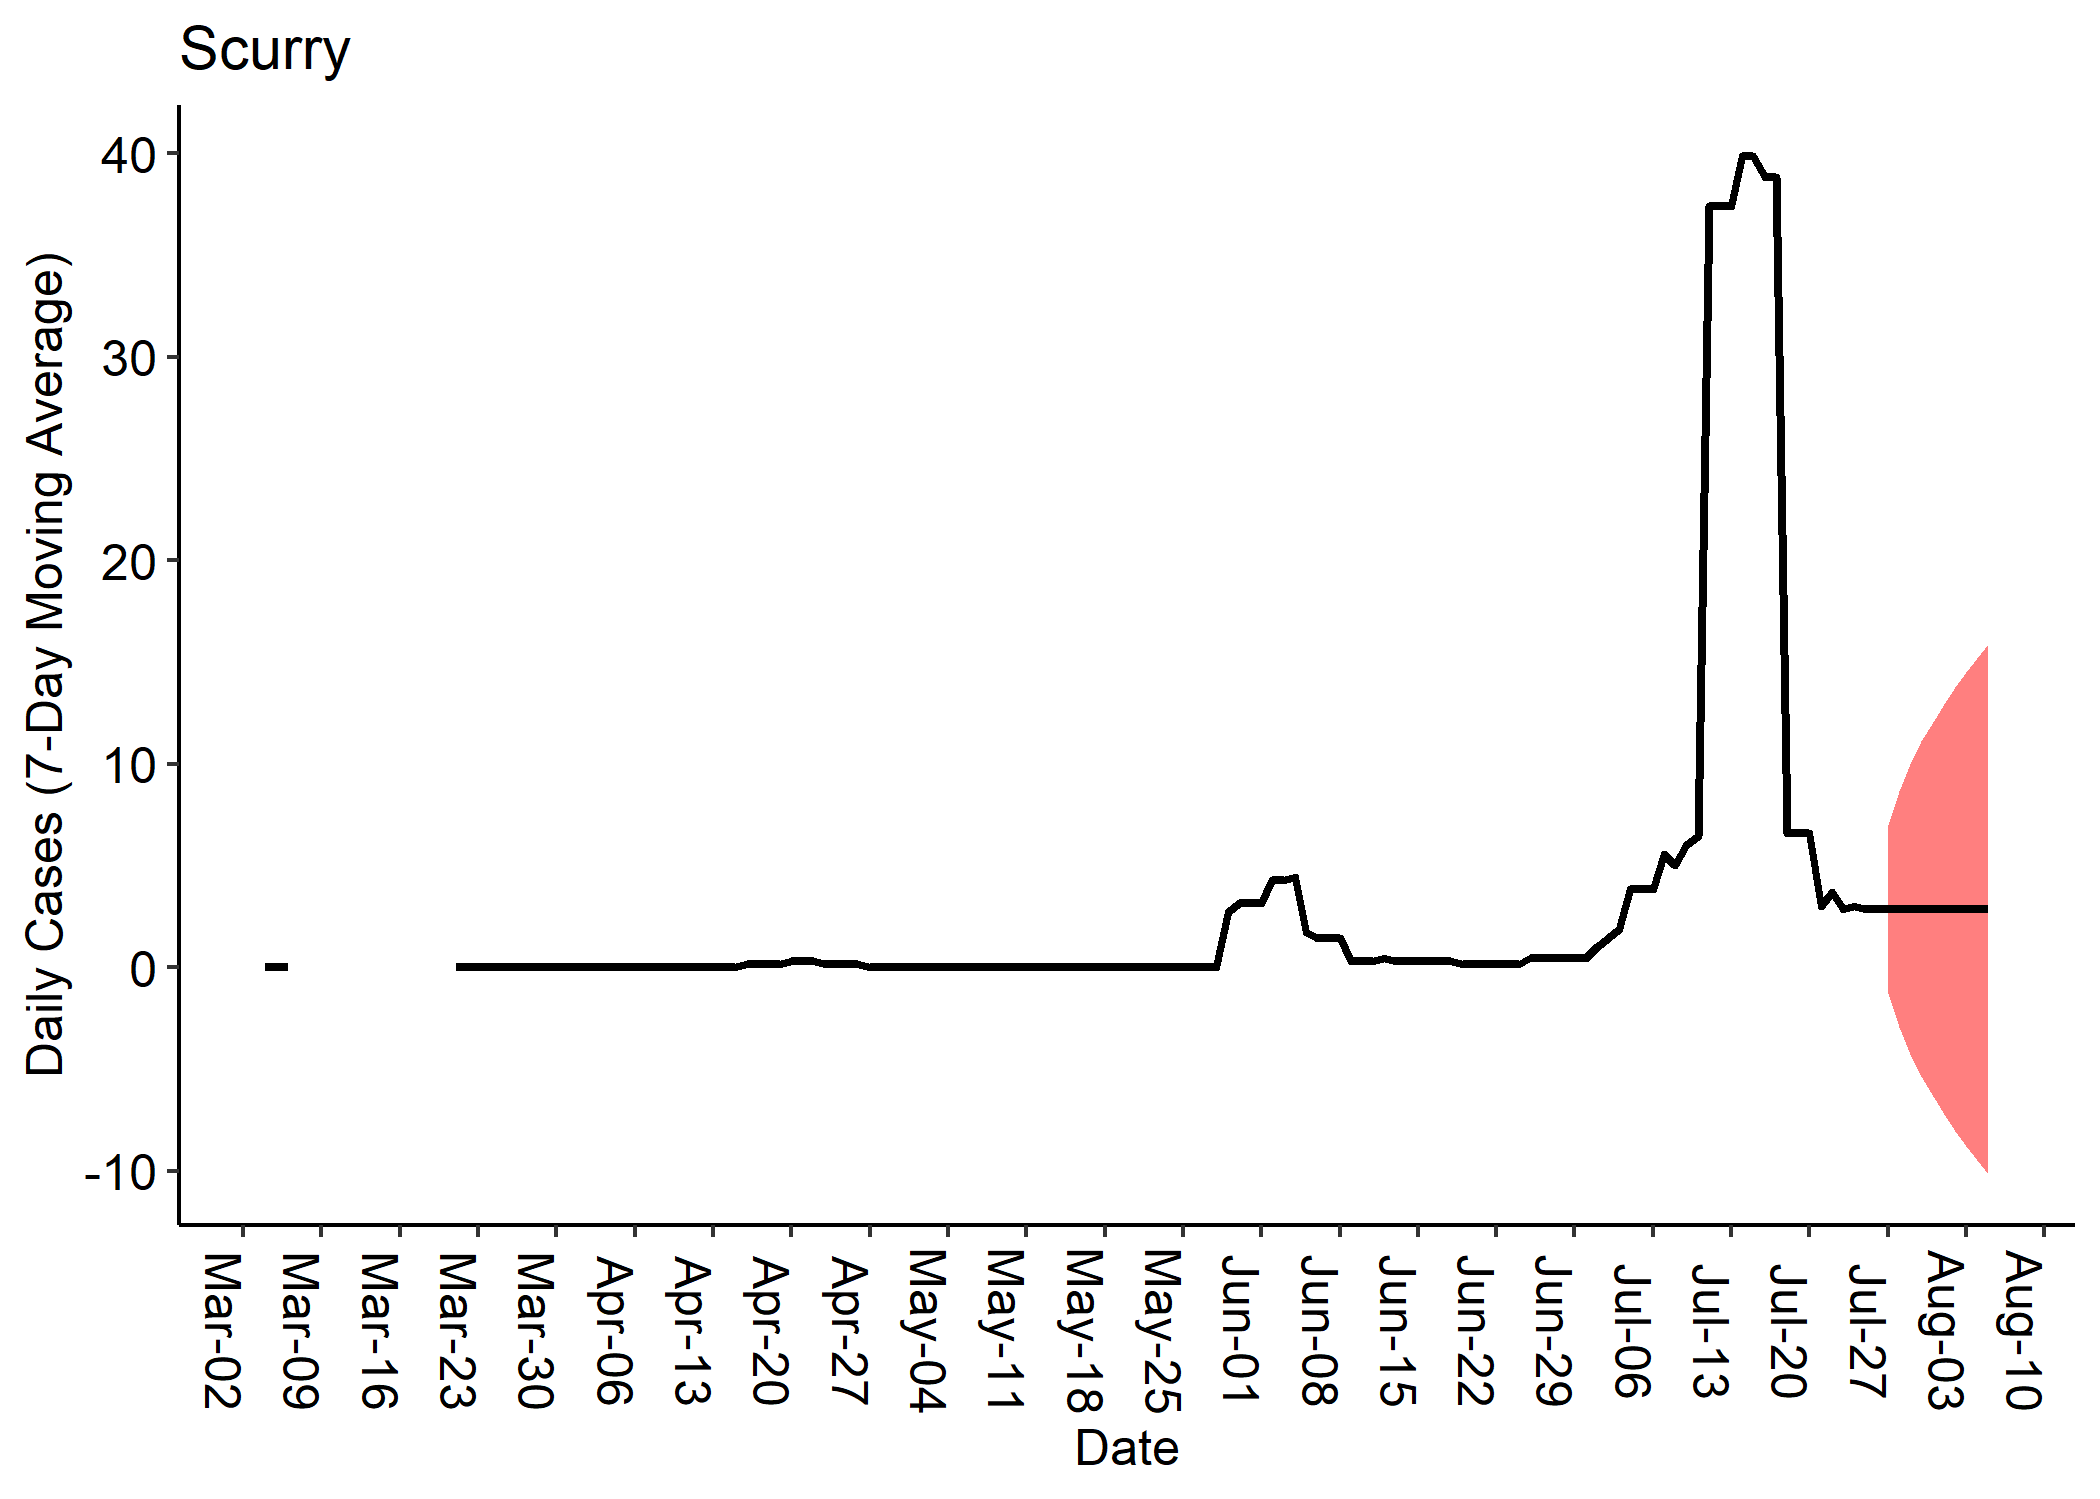 Scurry
Daily Cases (7-Day Moving Average)
40
30
20
10
0
-10
Mar-02
Mar-09
Mar-16
Mar-23
Mar-30
Apr-06
Apr-13
Apr-20
Apr-27
May-04
May-11
May-18
May-25
Jun-01
Jun-08
Jun-15
Jun-22
Jun-29
Jul-06
Jul-13
Jul-20
Jul-27
Aug-03
Aug-10
Date